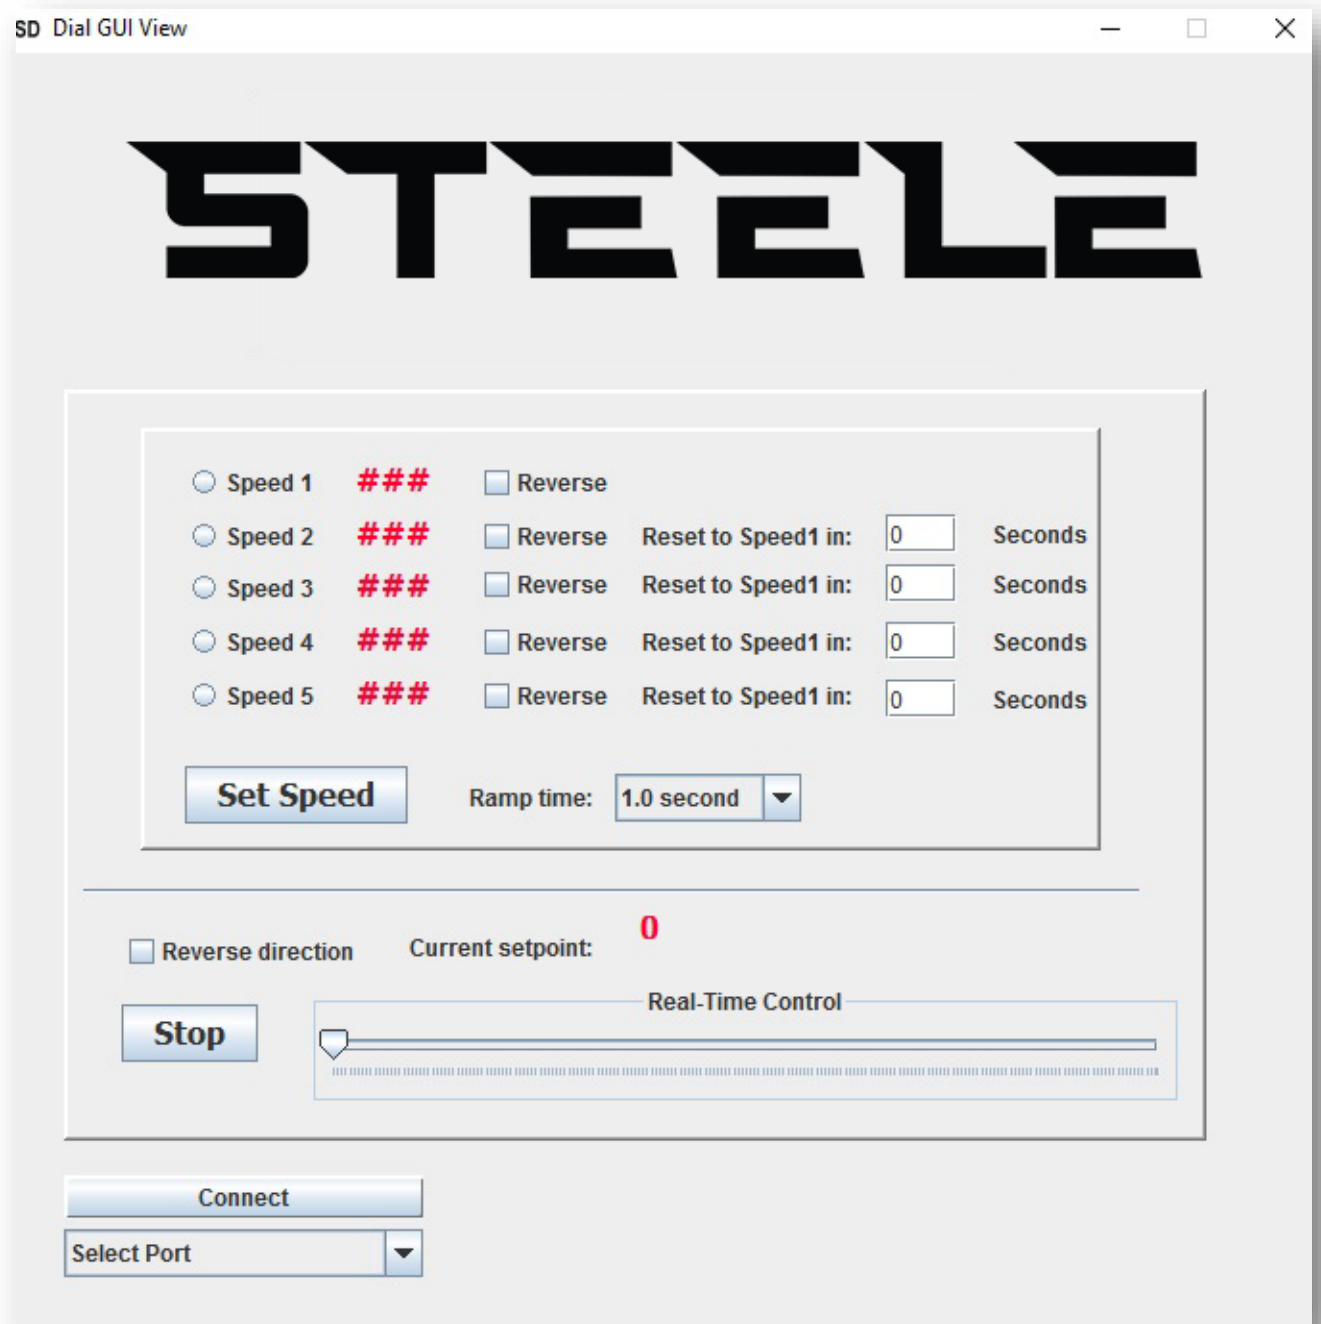 SD Dial GUI View
STEELE
Speed 1 ### Reverse
Speed 2 ### Reverse Reset to Speed1 in: 0 Seconds
Speed 3 ### Reverse Reset to Speed1 in: 0 Seconds
Speed 4 ### Reverse Reset to Speed1 in: 0 Seconds
Speed 5 ### Reverse Reset to Speed1 in: 0 Seconds
Set Speed Ramp time: 1.0 second
Reverse direction Current setpoint: 0
Real-Time Control
Stop
Connect
Select Port